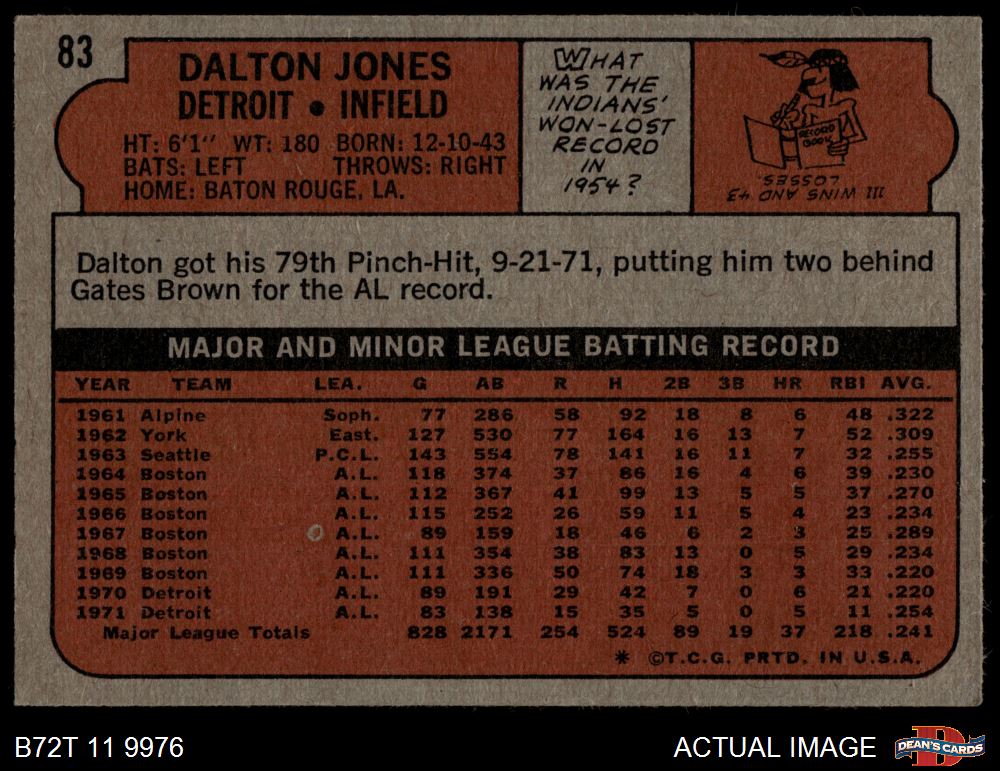 83
DALTON JONES
DETROIT • INFIELD
HT: 6'1" WT: 180 BORN: 12-10-43
BATS: LEFT THROWS: RIGHT
HOME: BATON ROUGE, LA.
WHAT
WAS THE
INDIANS'
WON-LOST
RECORD
IN
1954?
RECORD
BOOK
111 WINS AND 43
LOSSES.
Dalton got his 79th Pinch-Hit, 9-21-71, putting him two behind
Gates Brown for the AL record.
MAJOR AND MINOR LEAGUE BATTING RECORD
YEAR TEAM LEA. G AB R H 2B 3B HR RBI AVG.
1961 Alpine Soph. 77 286 58 92 18 8 6 48 .322
1962 York East. 127 530 77 164 16 13 7 52 .309
1963 Seattle P.C.L. 143 554 78 141 16 11 7 32 .255
1964 Boston A.L. 118 374 37 86 16 4 6 39 .230
1965 Boston A.L. 112 367 41 99 13 5 5 37 .270
1966 Boston A.L. 115 252 26 59 11 5 4 23 .234
1967 Boston A.L. 89 159 18 46 6 2 3 25 .289
1968 Boston A.L. 111 354 38 83 13 0 5 29 .234
1969 Boston A.L. 111 336 50 74 18 3 3 33 .220
1970 Detroit A.L. 89 191 29 42 7 0 6 21 .220
1971 Detroit A.L. 83 138 15 35 5 0 5 11 .254
Major League Totals 828 2171 254 524 89 19 37 218 .241
* ©T.C.G. PRTD. IN U.S.A.
B72T 11 9976
ACTUAL IMAGE
D
DEAN'S CARDS